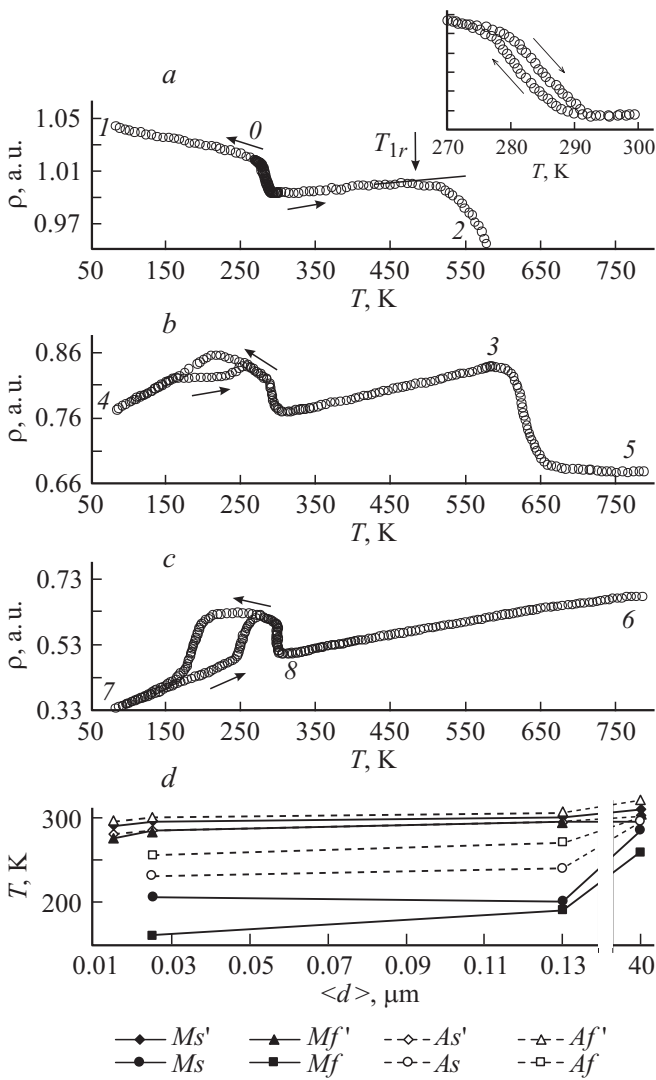 a
270 280 290 300
T, K
1.05
1.01
0.97
ρ, a. u.
1
0
T1r
2
50 150 250 350 450 550 650 750
T, K
b
0.86
0.76
0.66
ρ, a. u.
4
3
5
50 150 250 350 450 550 650 750
T, K
c
0.73
0.53
0.33
ρ, a. u.
7
8
6
50 150 250 350 450 550 650 750
T, K
d
300
200
T, K
0.01 0.03 0.05 0.07 0.09 0.11 0.13 40
<d>, μm
Ms' Mf' As' Af'
Ms Mf As Af